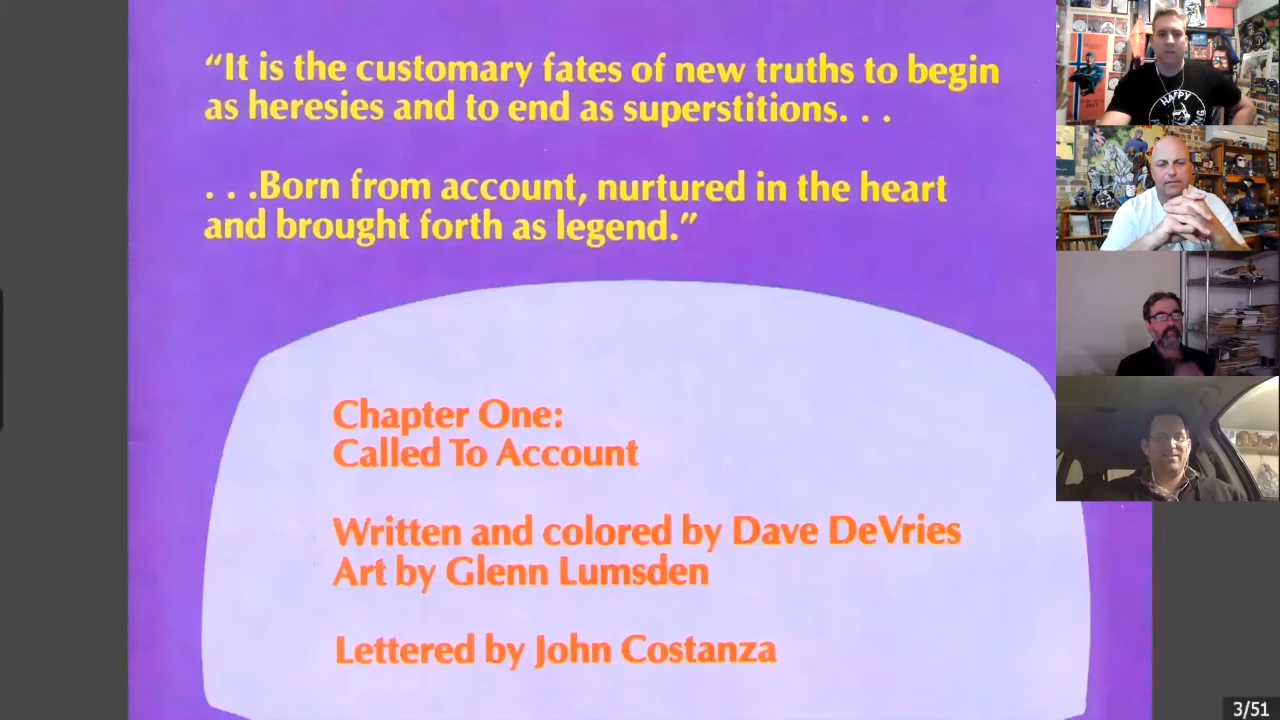 “It is the customary fates of new truths to begin
as heresies and to end as superstitions. . .
. . .Born from account, nurtured in the heart
and brought forth as legend.”
Chapter One:
Called To Account
Written and colored by Dave DeVries
Art by Glenn Lumsden
Lettered by John Costanza
HAPPY
3/51